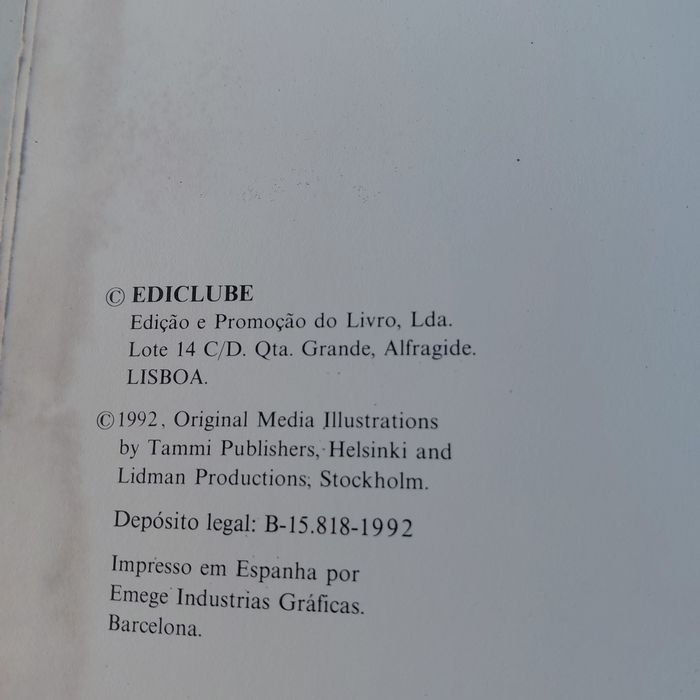 © EDICLUBE
Edição e Promoção do Livro, Lda.
Lote 14 C/D. Qta. Grande, Alfragide.
LISBOA.
© 1992, Original Media Illustrations
by Tammi Publishers, Helsinki and
Lidman Productions, Stockholm.
Depósito legal: B-15.818-1992
Impresso em Espanha por
Emege Industrias Gráficas.
Barcelona.